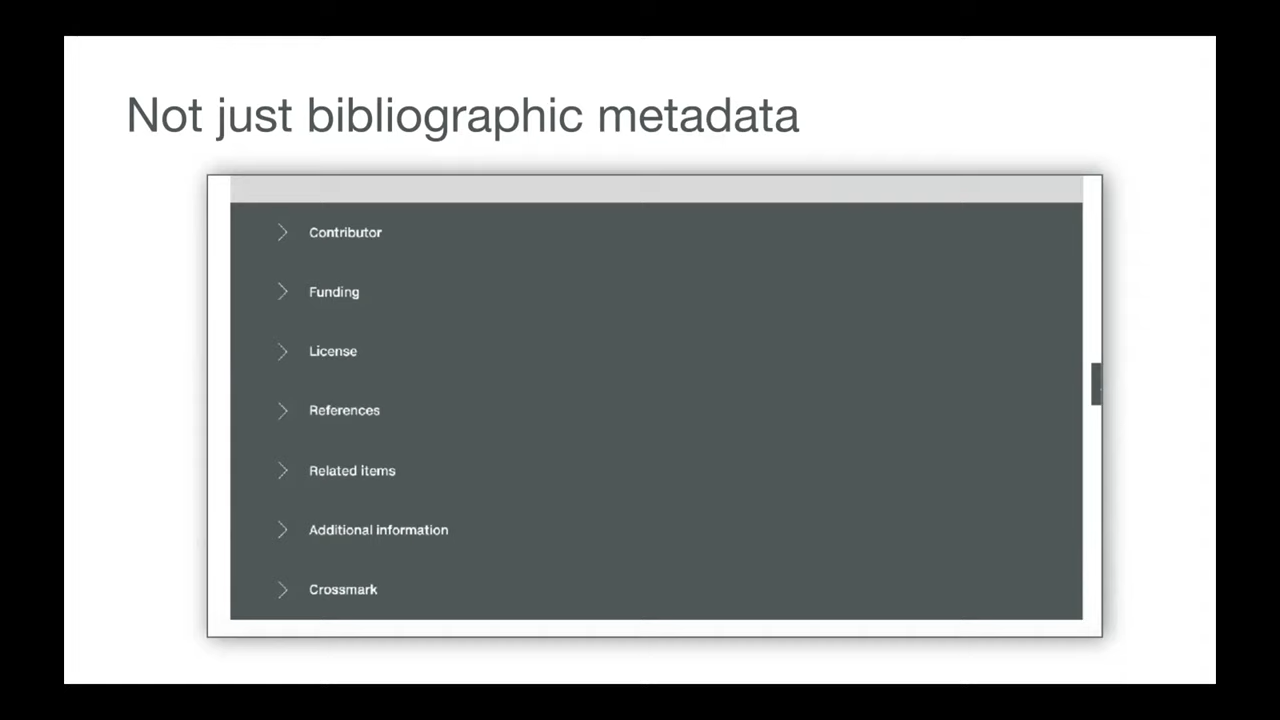 Not just bibliographic metadata
Contributor
Funding
License
References
Related items
Additional information
Crossmark